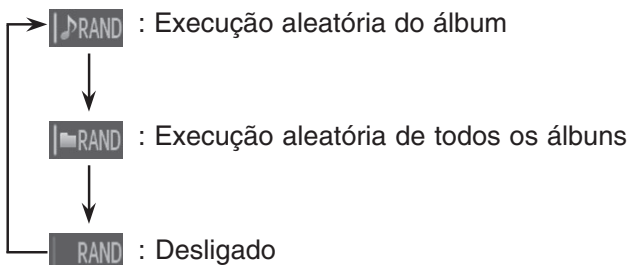 RAND : Execução aleatória do álbum
RAND : Execução aleatória de todos os álbuns
RAND : Desligado